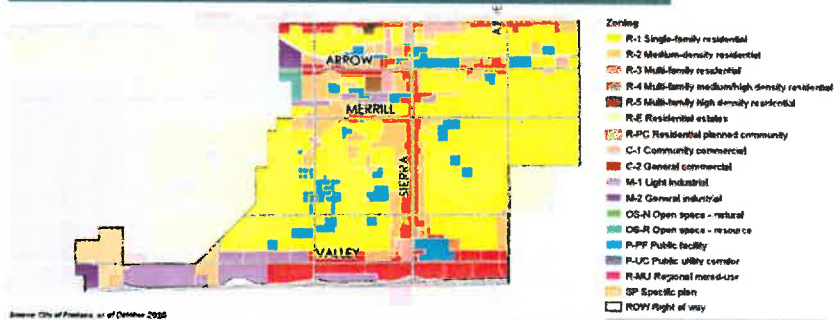 Zoning
R-1 Single-family residential
R-2 Medium-density residential
ARROW
R-3 Multi-family residential
R-4 Multi-family medium/high density residential
R-5 Multi-family high density residential
MERRILL
R-E Residential estates
R-PC Residential planned community
C-1 Community commercial
SIERRA
C-2 General commercial
M-1 Light industrial
M-2 General industrial
OS-N Open space - natural
OS-R Open space - resource
P-PF Public facility
VALLEY
P-UC Public utility corridor
R-MU Regional mixed-use
SP Specific plan
ROW Right of way
Source: City of Fontana, as of October 2016